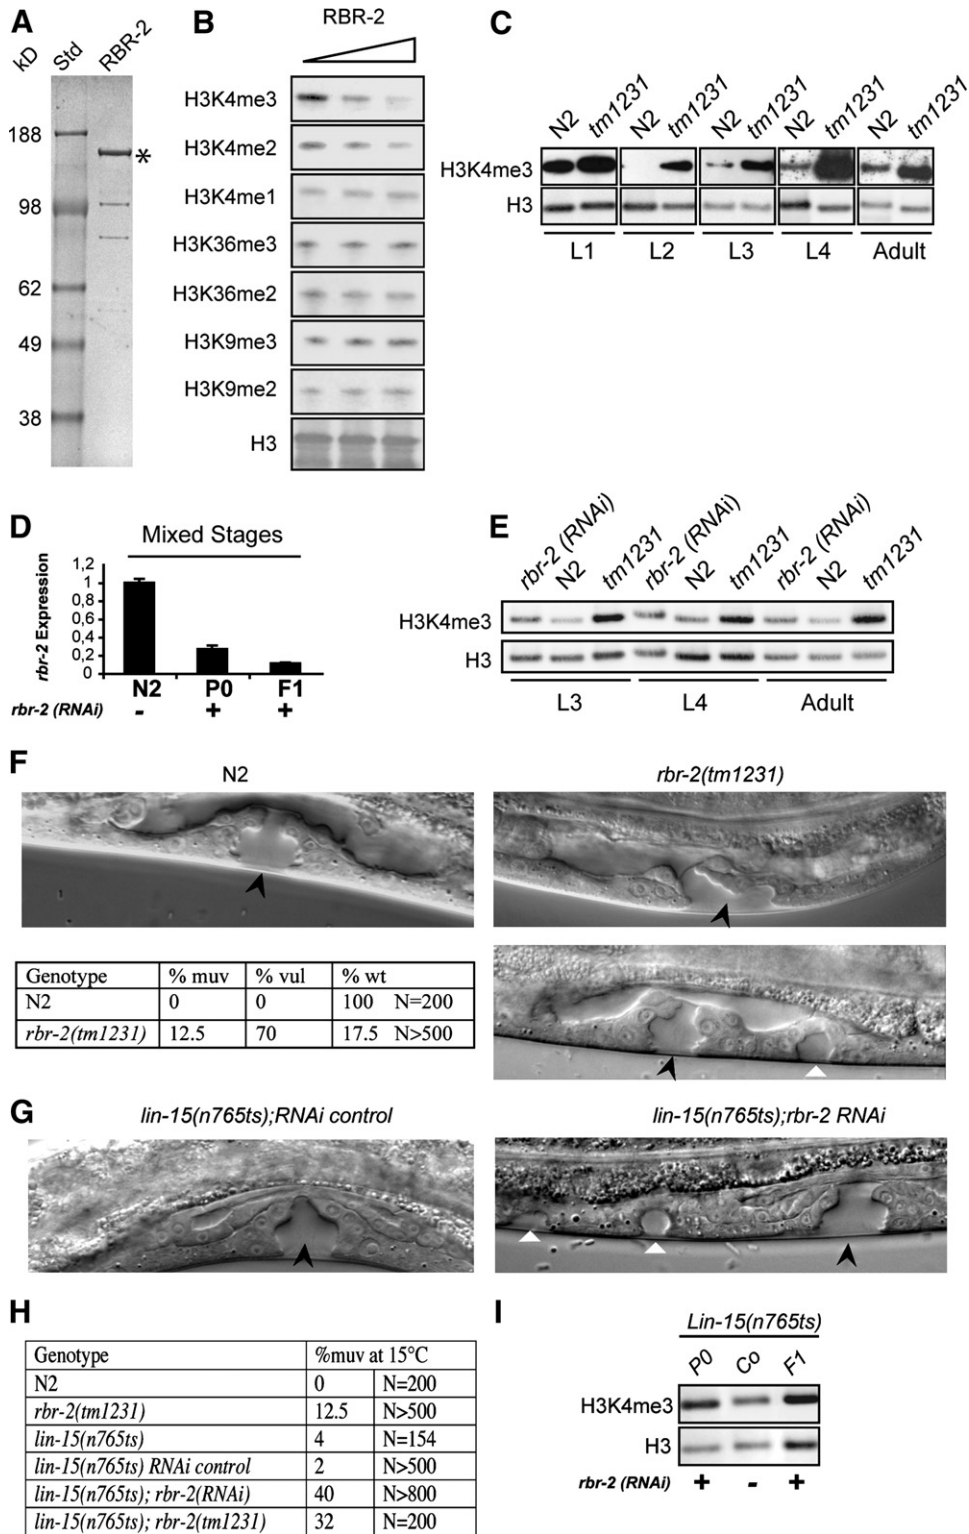 A
kD
Std
RBR-2
188
*
98
62
49
38
B
RBR-2
H3K4me3
H3K4me2
H3K4me1
H3K36me3
H3K36me2
H3K9me3
H3K9me2
H3
C
N2 tm1231 N2 tm1231 N2 tm1231 N2 tm1231 N2 tm1231
H3K4me3
H3
L1 L2 L3 L4 Adult
D
Mixed Stages
rbr-2 Expression
1,2
1
0,8
0,6
0,4
0,2
0
N2 P0 F1
rbr-2 (RNAi) - + +
E
rbr-2 (RNAi) N2 tm1231 rbr-2 (RNAi) N2 tm1231 rbr-2 (RNAi) N2 tm1231
H3K4me3
H3
L3 L4 Adult
F
N2
rbr-2(tm1231)
Genotype % muv % vul % wt
N2 0 0 100 N=200
rbr-2(tm1231) 12.5 70 17.5 N>500
G
lin-15(n765ts);RNAi control
lin-15(n765ts);rbr-2 RNAi
H
Genotype %muv at 15°C
N2 0 N=200
rbr-2(tm1231) 12.5 N>500
lin-15(n765ts) 4 N=154
lin-15(n765ts) RNAi control 2 N>500
lin-15(n765ts); rbr-2(RNAi) 40 N>800
lin-15(n765ts); rbr-2(tm1231) 32 N=200
I
Lin-15(n765ts)
P0 Co F1
H3K4me3
H3
rbr-2 (RNAi) + - +